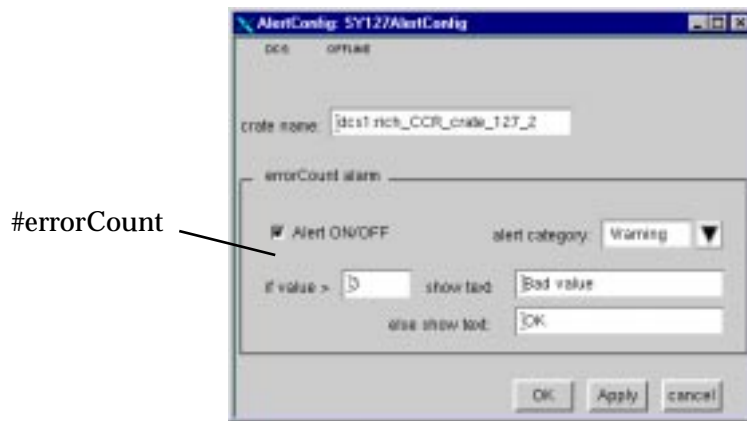 AlertConfig: SY127AlertConfig
DCS OFFLINE
crate name: dcs1:rich_CCR_crate_127_2
errorCount alarm
#errorCount
Alert ON/OFF alert category: Warning
if value > show text: Bad value
else show text: OK
OK Apply cancel